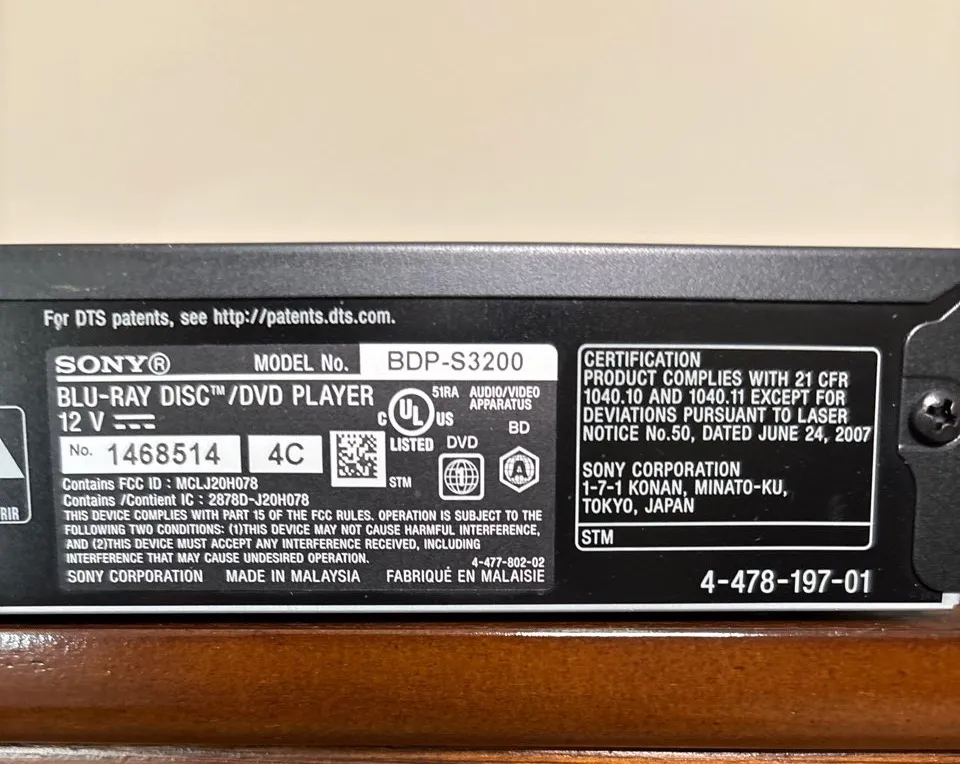 For DTS patents, see http://patents.dts.com.
SONY® MODEL No. BDP-S3200
BLU-RAY DISC™/DVD PLAYER
12 V
No. 1468514 4C
STM
C UL US
LISTED
51RA AUDIO/VIDEO
APPARATUS
DVD BD
A
Contains FCC ID : MCLJ20H078
Contains /Contient IC : 2878D-J20H078
THIS DEVICE COMPLIES WITH PART 15 OF THE FCC RULES. OPERATION IS SUBJECT TO THE
FOLLOWING TWO CONDITIONS: (1)THIS DEVICE MAY NOT CAUSE HARMFUL INTERFERENCE,
AND (2)THIS DEVICE MUST ACCEPT ANY INTERFERENCE RECEIVED, INCLUDING
INTERFERENCE THAT MAY CAUSE UNDESIRED OPERATION.
4-477-802-02
SONY CORPORATION MADE IN MALAYSIA FABRIQUÉ EN MALAISIE
CERTIFICATION
PRODUCT COMPLIES WITH 21 CFR
1040.10 AND 1040.11 EXCEPT FOR
DEVIATIONS PURSUANT TO LASER
NOTICE No.50, DATED JUNE 24, 2007
SONY CORPORATION
1-7-1 KONAN, MINATO-KU,
TOKYO, JAPAN
STM
4-478-197-01